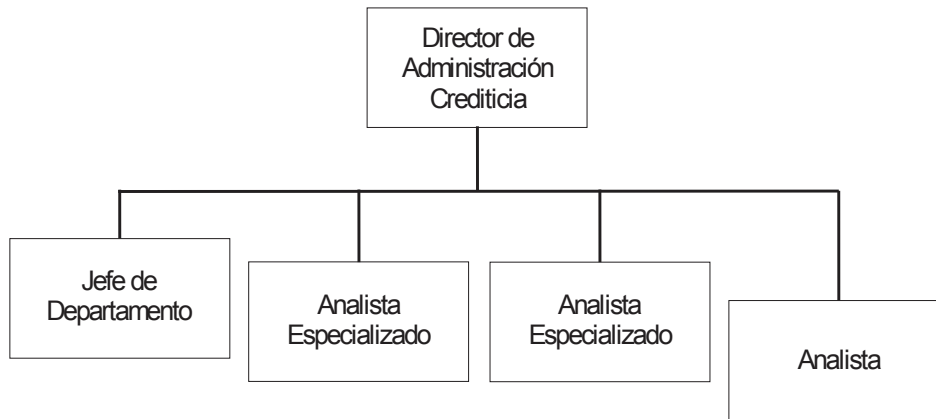 Director de
Administración
Crediticia
Jefe de
Departamento
Analista
Especializado
Analista
Especializado
Analista